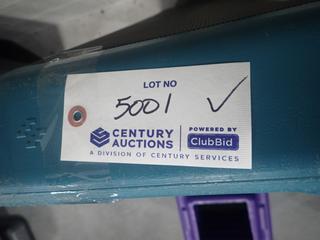 LOT NO
5001 ✓
CENTURY AUCTIONS
POWERED BY
ClubBid
A DIVISION OF CENTURY SERVICES